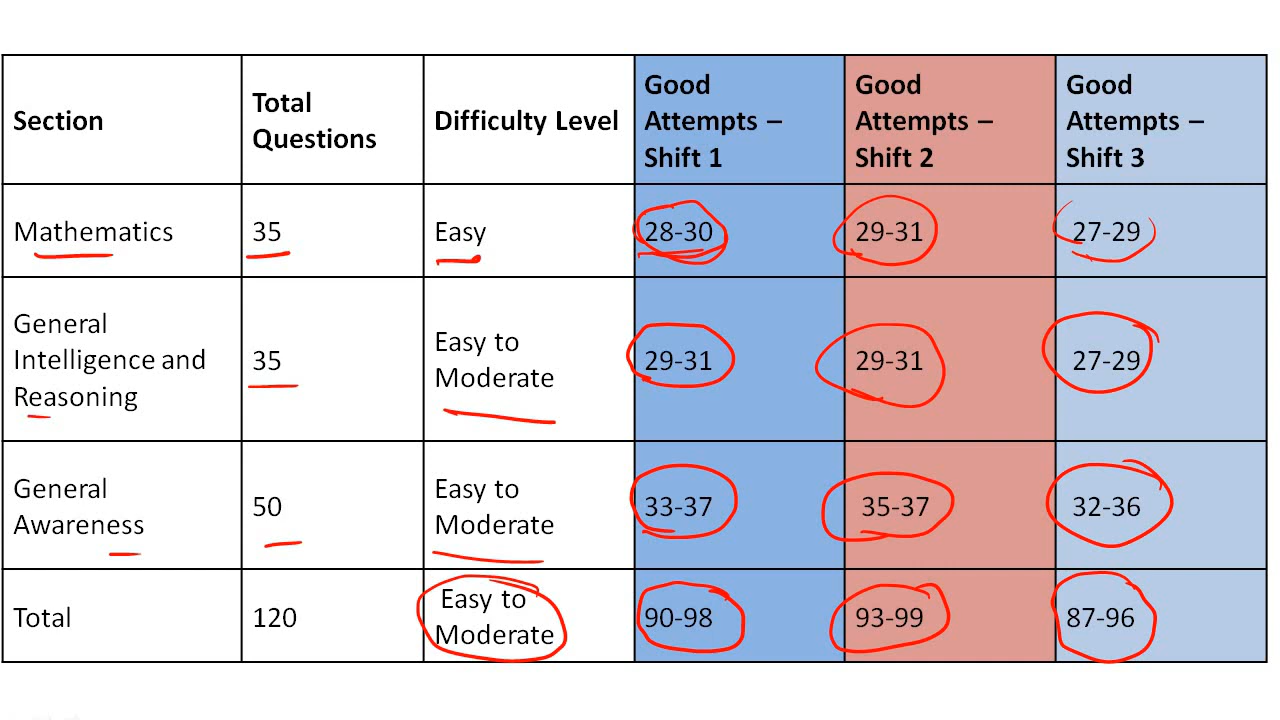 Section
Total
Questions
Difficulty Level
Good
Attempts –
Shift 1
Good
Attempts –
Shift 2
Good
Attempts –
Shift 3
Mathematics
35
Easy
28-30
29-31
27-29
General
Intelligence and
Reasoning
35
Easy to
Moderate
29-31
29-31
27-29
General
Awareness
50
Easy to
Moderate
33-37
35-37
32-36
Total
120
Easy to
Moderate
90-98
93-99
87-96